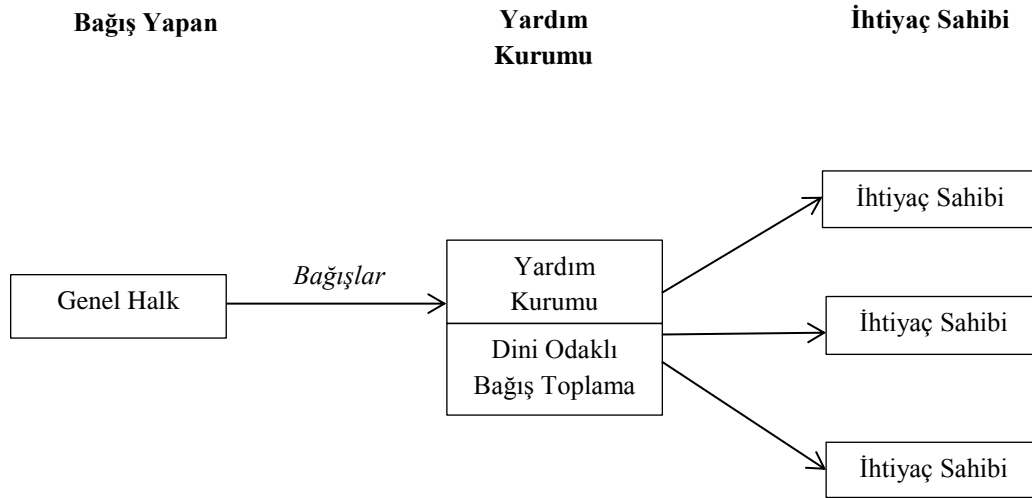 Bağış Yapan
Yardım
Kurumu
İhtiyaç Sahibi
İhtiyaç Sahibi
Genel Halk
Bağışlar
Yardım
Kurumu
İhtiyaç Sahibi
Dini Odaklı
Bağış Toplama
İhtiyaç Sahibi